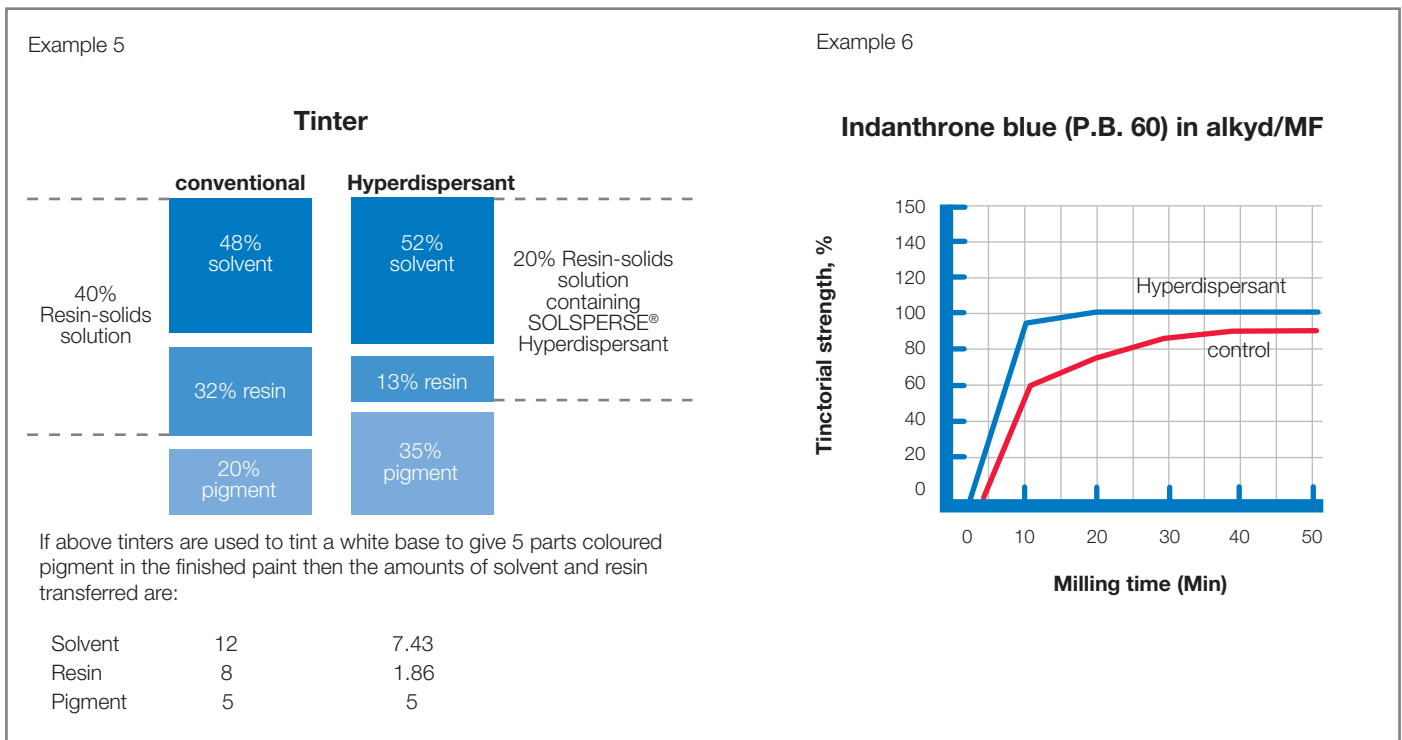 Example 5
Tinter
conventional
Hyperdispersant
48%
solvent
52%
solvent
40%
Resin-solids
solution
20% Resin-solids
solution
containing
SOLSPERSE®
Hyperdispersant
32% resin
13% resin
20%
pigment
35%
pigment
If above tinters are used to tint a white base to give 5 parts coloured
pigment in the finished paint then the amounts of solvent and resin
transferred are:
Solvent 12 7.43
Resin 8 1.86
Pigment 5 5
Example 6
Indanthrone blue (P.B. 60) in alkyd/MF
Tinctorial strength, %
150
140
120
100
80
60
40
20
0
Hyperdispersant
control
0 10 20 30 40 50
Milling time (Min)